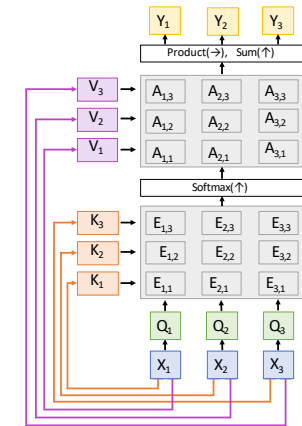 Y1 Y2 Y3
Product(→), Sum(↑)
V3 A1,3 A2,3 A3,3
V2 A1,2 A2,2 A3,2
V1 A1,1 A2,1 A3,1
Softmax(↑)
K3 E1,3 E2,3 E3,3
K2 E1,2 E2,2 E3,2
K1 E1,1 E2,1 E3,1
Q1 Q2 Q3
X1 X2 X3